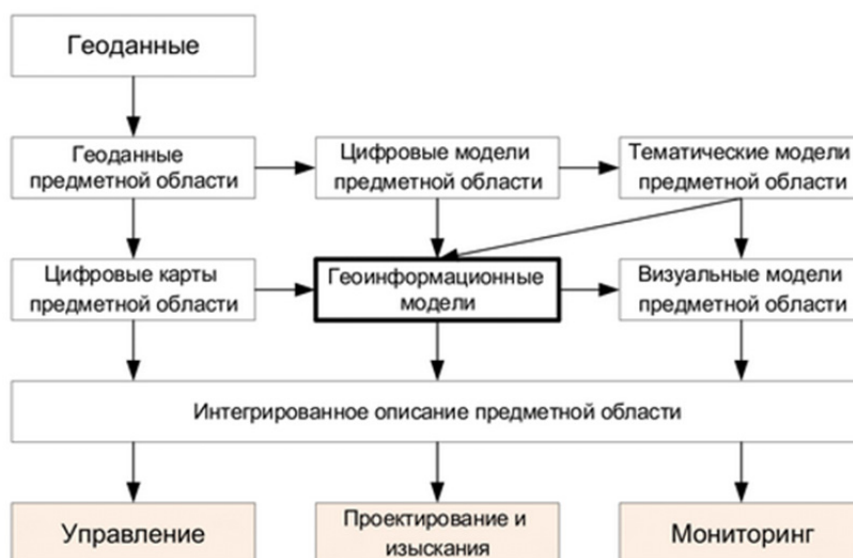 Геоданные
Геоданные
предметной области
Цифровые модели
предметной области
Тематические модели
предметной области
Цифровые карты
предметной области
Геоинформационные
модели
Визуальные модели
предметной области
Интегрированное описание предметной области
Управление
Проектирование и
изыскания
Мониторинг